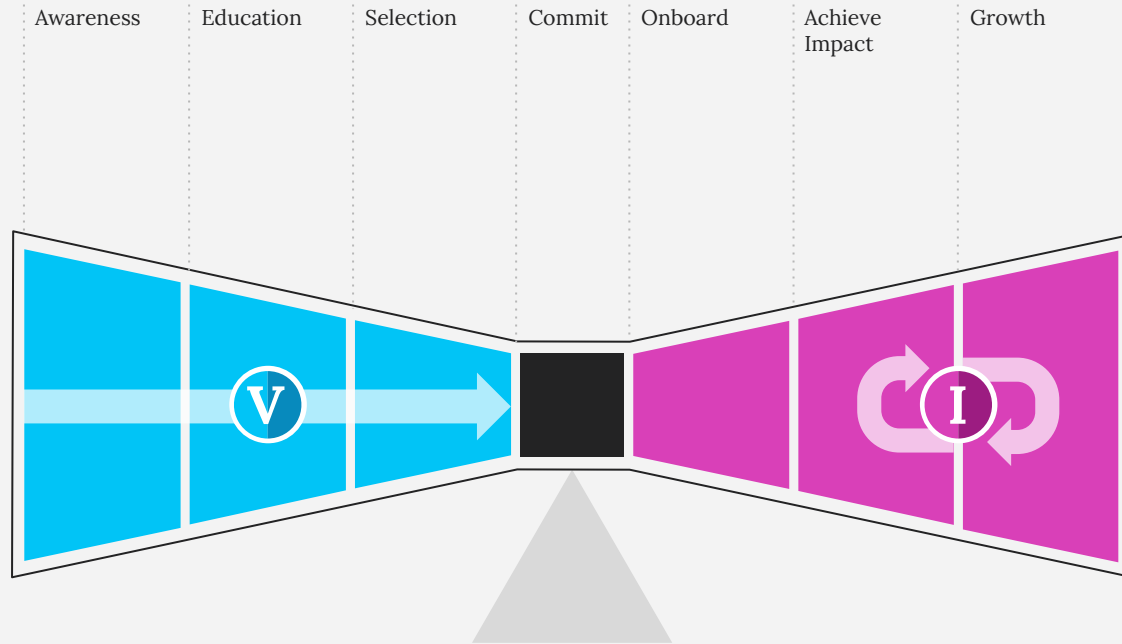 Awareness
Education
Selection
Commit
Onboard
Achieve
Impact
Growth
V
I